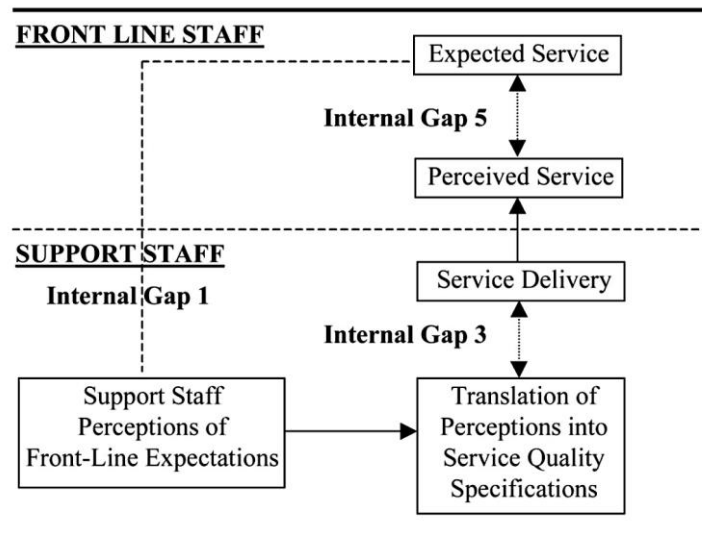 FRONT LINE STAFF
Expected Service
Internal Gap 5
Perceived Service
SUPPORT STAFF
Internal Gap 1
Service Delivery
Internal Gap 3
Support Staff
Perceptions of
Front-Line Expectations
Translation of
Perceptions into
Service Quality
Specifications